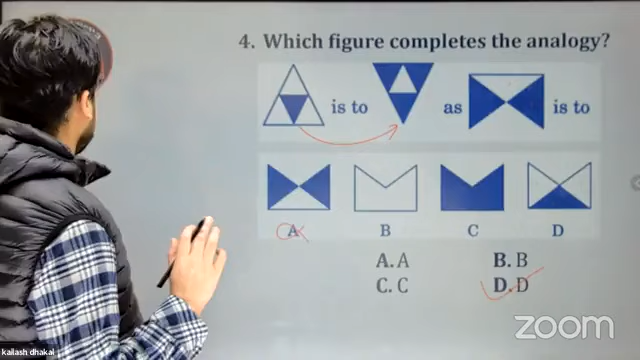 4. Which figure completes the analogy?
is to as is to
A B C D
A. A B. B
C. C D. D
zoom
kailash dhakal